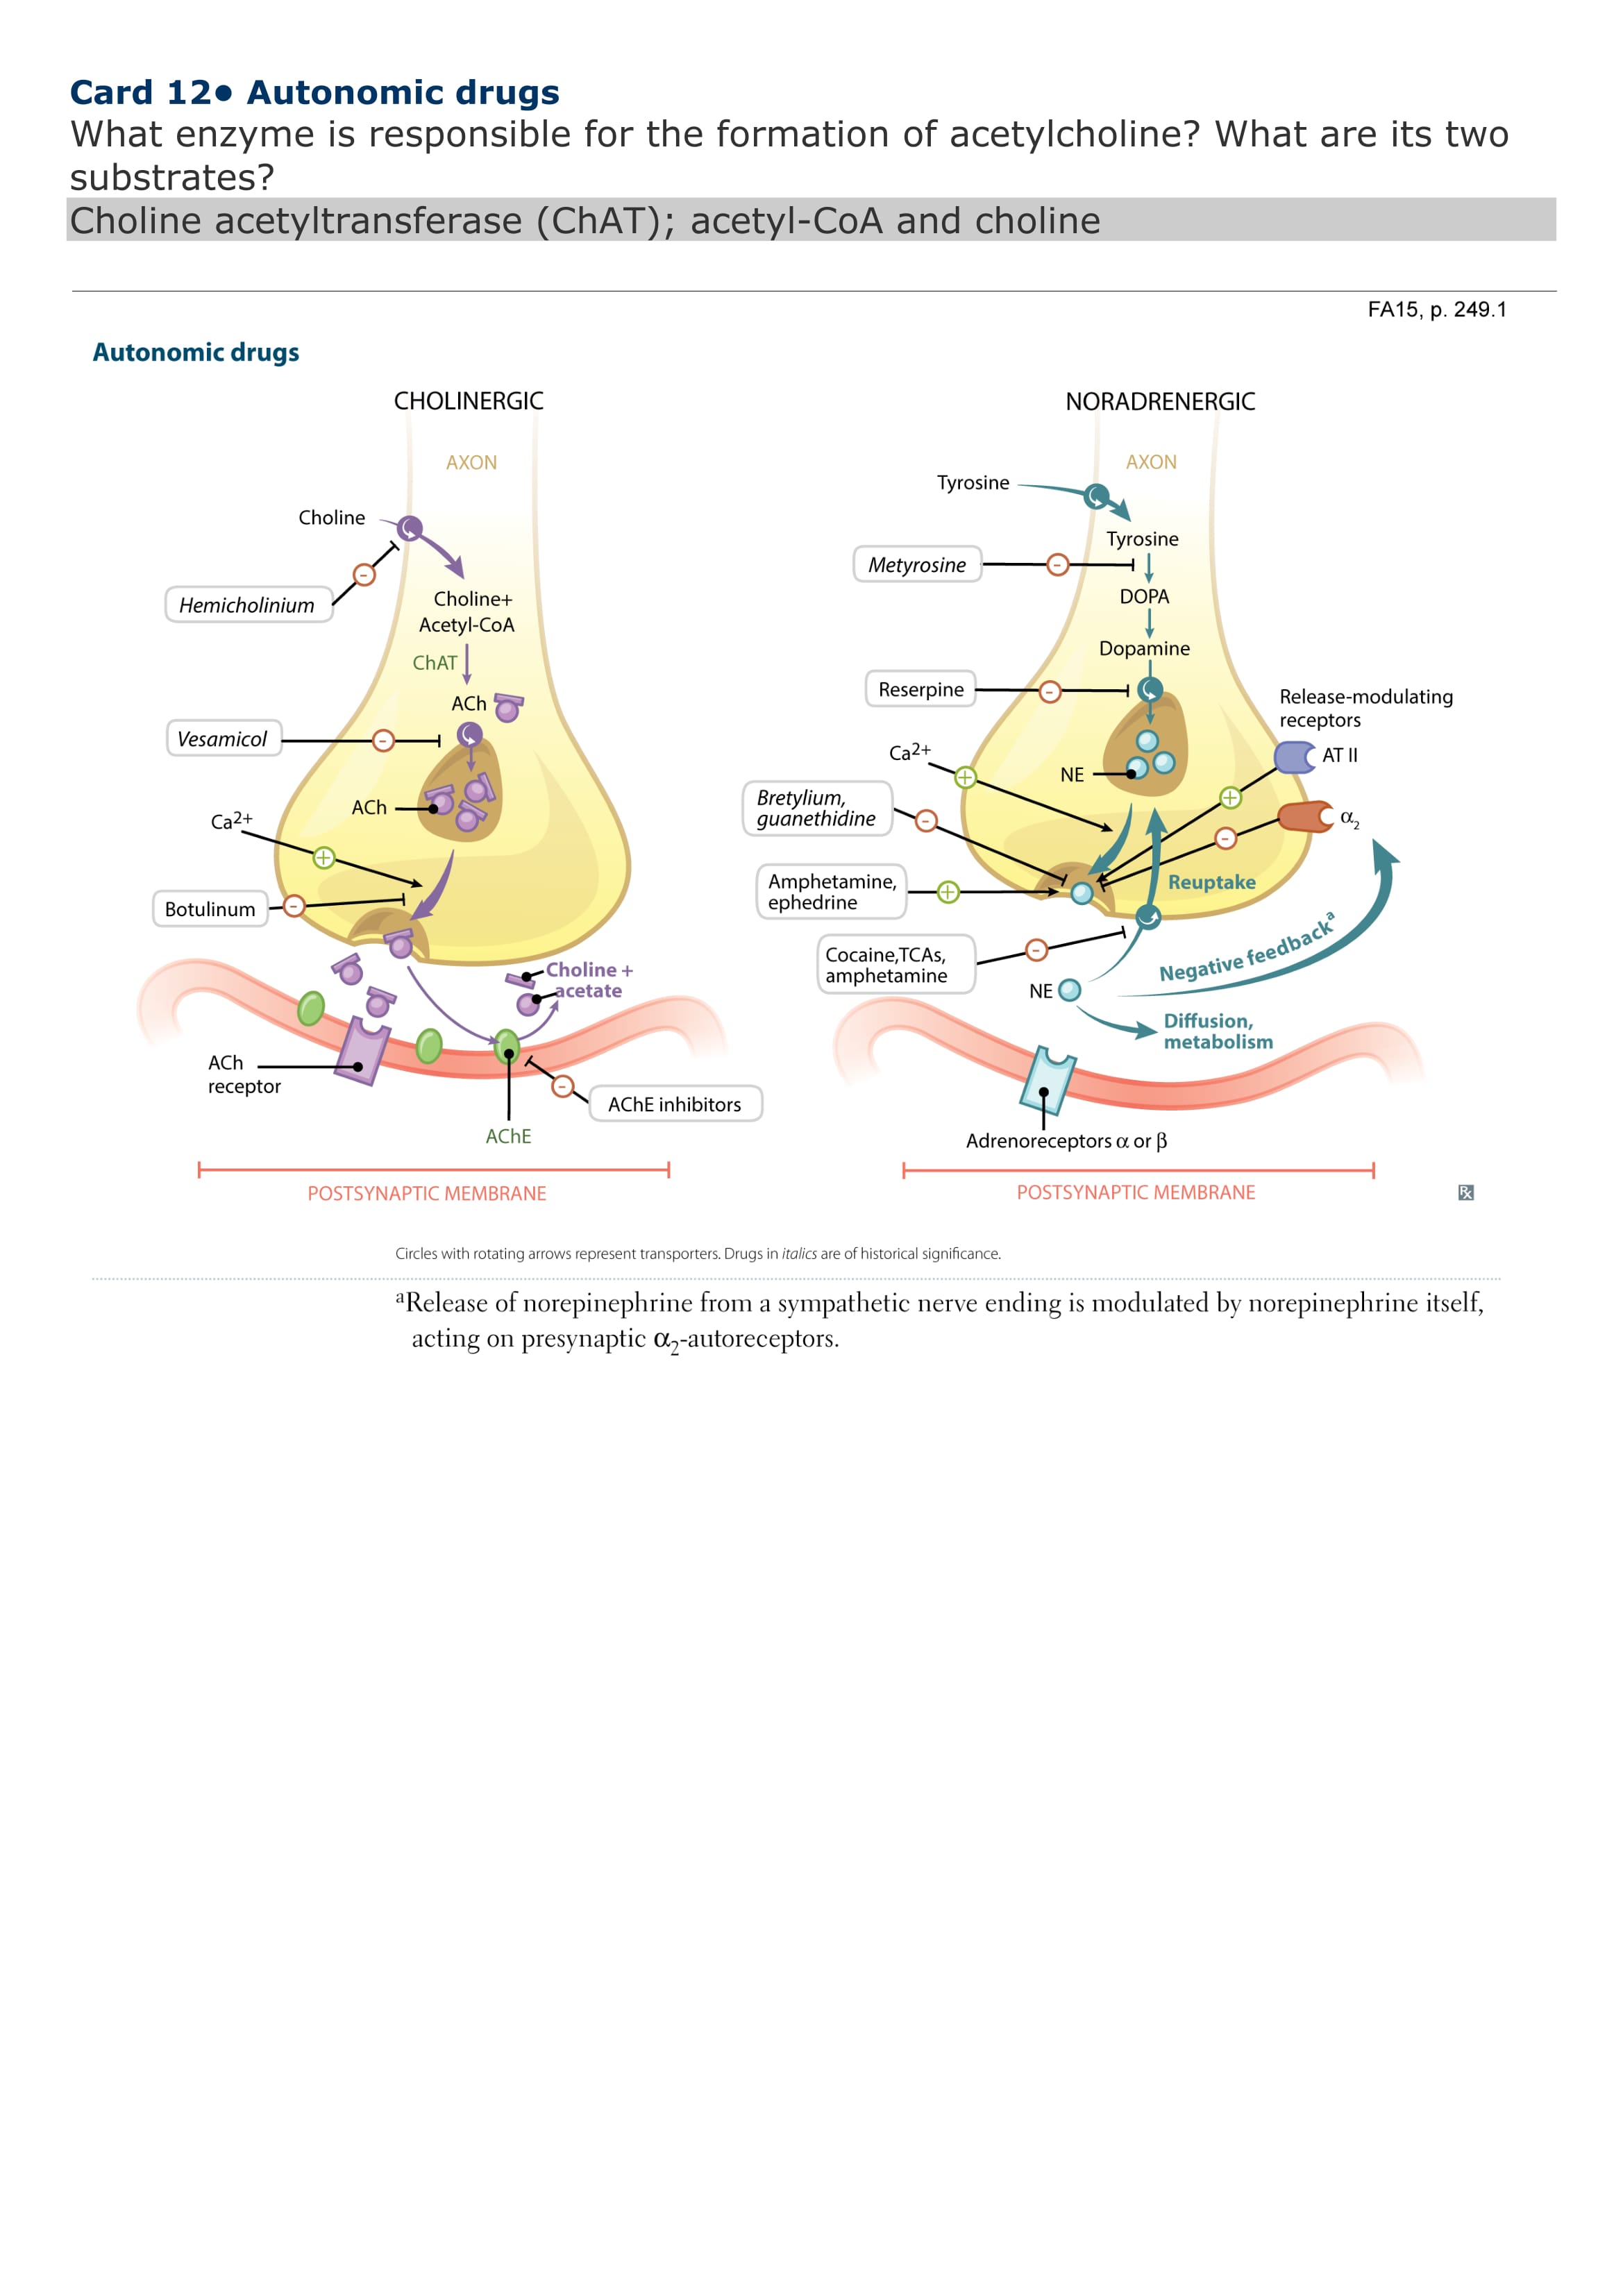 Card 12• Autonomic drugs
What enzyme is responsible for the formation of acetylcholine? What are its two
substrates?
Choline acetyltransferase (ChAT); acetyl-CoA and choline
FA15, p. 249.1
Autonomic drugs
CHOLINERGIC
AXON
Choline
Hemicholinium
Choline+
Acetyl-CoA
ChAT
ACh
Vesamicol
ACh
Ca2+
Botulinum
Choline +
acetate
ACh
receptor
AChE inhibitors
AChE
POSTSYNAPTIC MEMBRANE
NORADRENERGIC
AXON
Tyrosine
Tyrosine
Metyrosine
DOPA
Dopamine
Reserpine
Release-modulating
receptors
AT II
Ca2+
NE
Bretylium,
guanethidine
α2
Amphetamine,
ephedrine
Reuptake
Cocaine,TCAs,
amphetamine
Negative feedbacka
NE
Diffusion,
metabolism
Adrenoreceptors α or β
POSTSYNAPTIC MEMBRANE
Rx
Circles with rotating arrows represent transporters. Drugs in italics are of historical significance.
aRelease of norepinephrine from a sympathetic nerve ending is modulated by norepinephrine itself,
acting on presynaptic α2-autoreceptors.